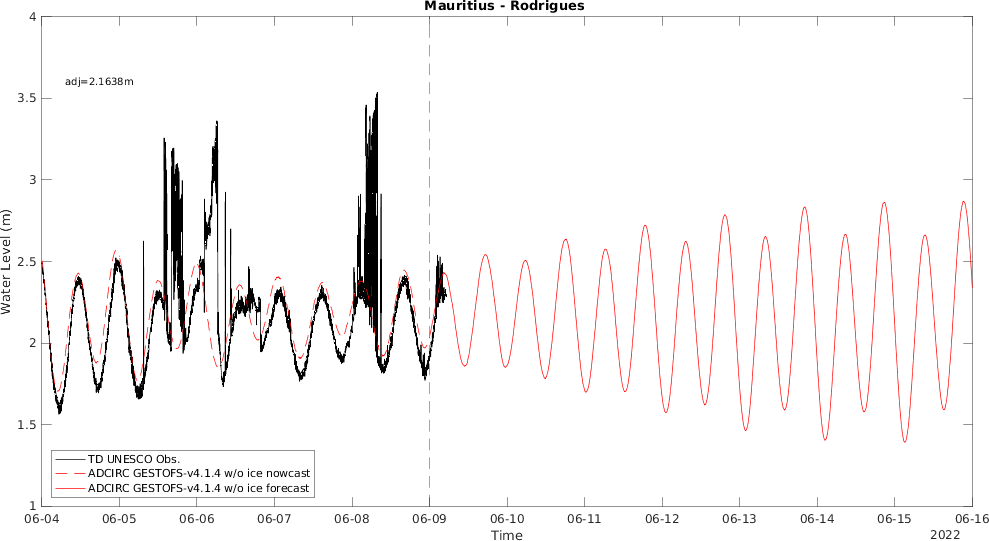 Mauritius - Rodrigues
4
3.5
3
2.5
2
1.5
1
Water Level (m)
adj=2.1638m
TD UNESCO Obs.
ADCIRC GESTOFS-v4.1.4 w/o ice nowcast
ADCIRC GESTOFS-v4.1.4 w/o ice forecast
06-04 06-05 06-06 06-07 06-08 06-09 06-10 06-11 06-12 06-13 06-14 06-15 06-16
Time
2022